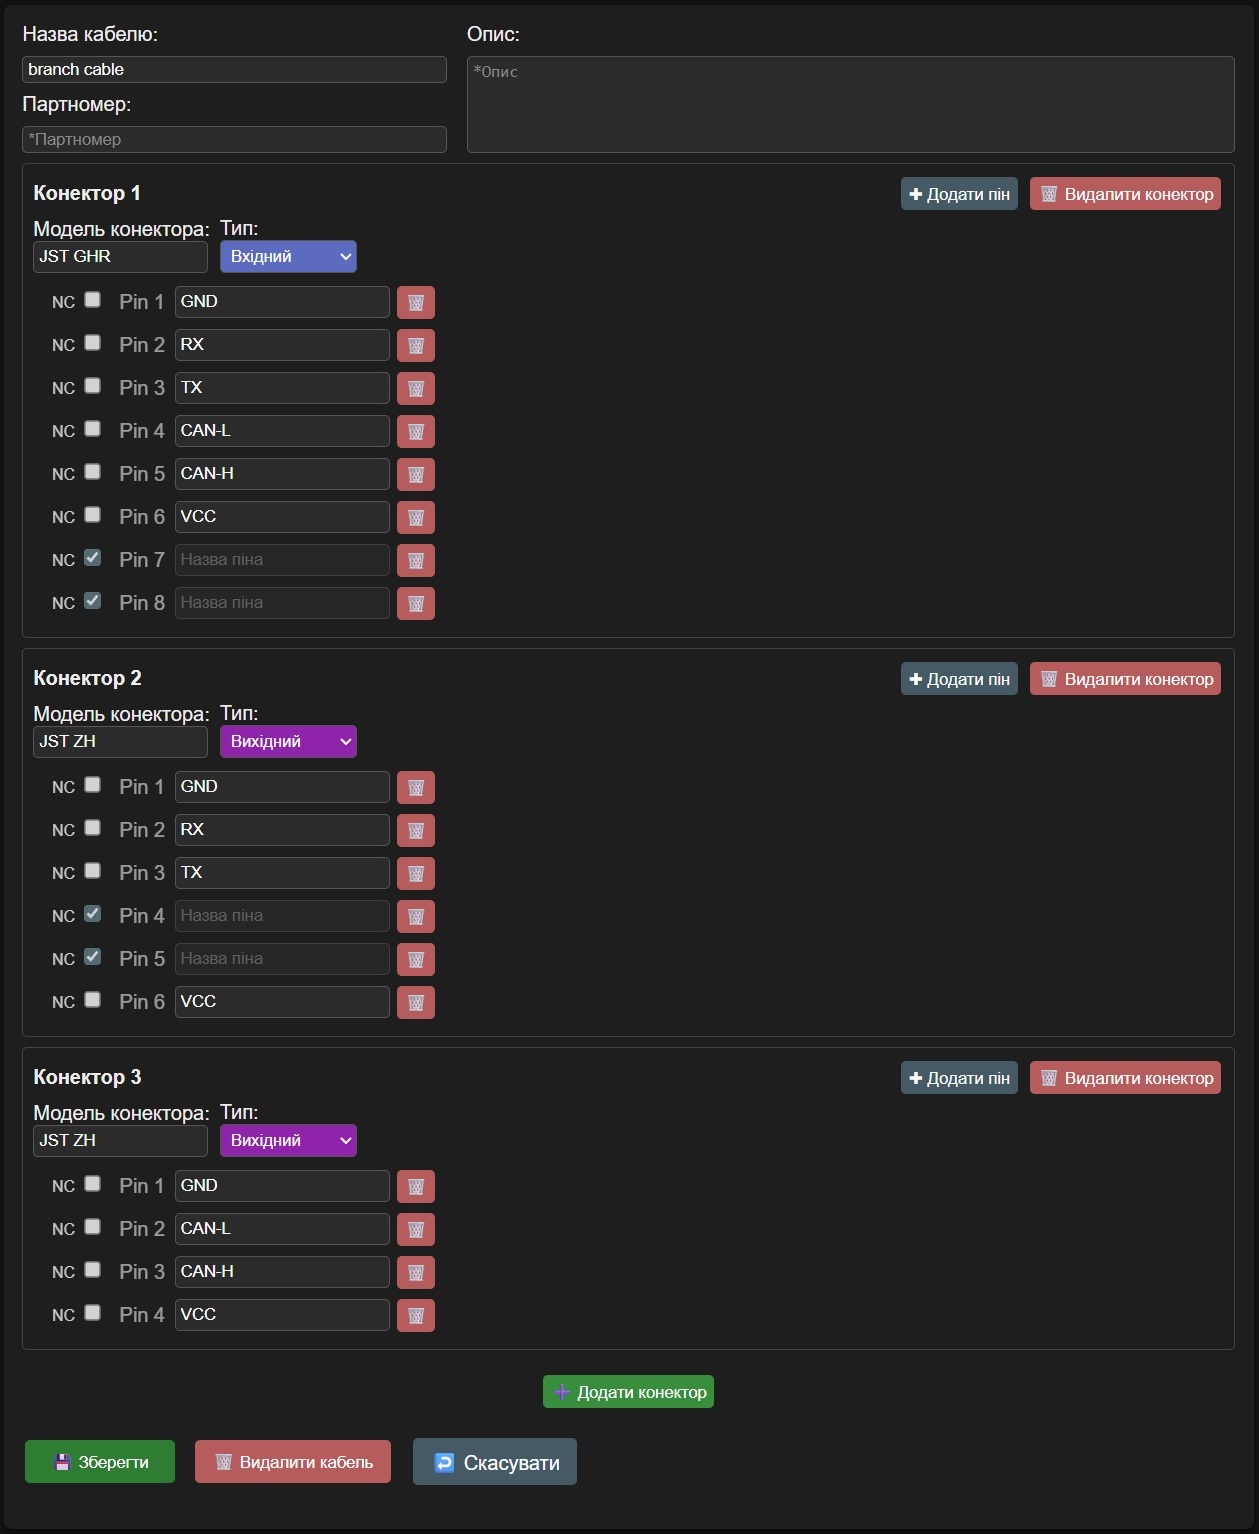 Назва кабелю:
branch cable
Партномер:
*Партномер
Опис:
*Опис
Конектор 1
Додати пін
Видалити конектор
Модель конектора: Тип:
JST GHR Вхідний
NC Pin 1 GND
NC Pin 2 RX
NC Pin 3 TX
NC Pin 4 CAN-L
NC Pin 5 CAN-H
NC Pin 6 VCC
NC Pin 7 Назва піна
NC Pin 8 Назва піна
Конектор 2
Додати пін
Видалити конектор
Модель конектора: Тип:
JST ZH Вихідний
NC Pin 1 GND
NC Pin 2 RX
NC Pin 3 TX
NC Pin 4 Назва піна
NC Pin 5 Назва піна
NC Pin 6 VCC
Конектор 3
Додати пін
Видалити конектор
Модель конектора: Тип:
JST ZH Вихідний
NC Pin 1 GND
NC Pin 2 CAN-L
NC Pin 3 CAN-H
NC Pin 4 VCC
Додати конектор
Зберегти
Видалити кабель
Скасувати